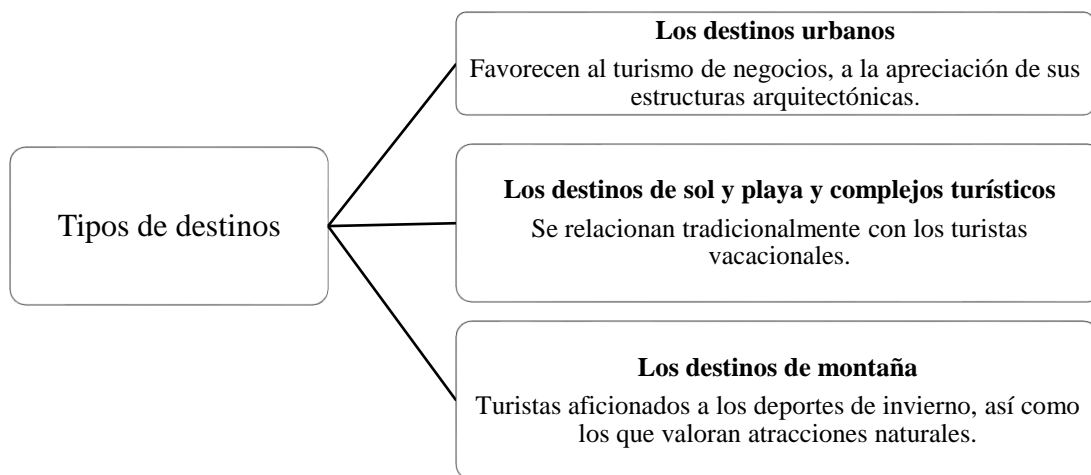 Tipos de destinos
Los destinos urbanos
Favorecen al turismo de negocios, a la apreciación de sus
estructuras arquitectónicas.
Los destinos de sol y playa y complejos turísticos
Se relacionan tradicionalmente con los turistas
vacacionales.
Los destinos de montaña
Turistas aficionados a los deportes de invierno, así como
los que valoran atracciones naturales.